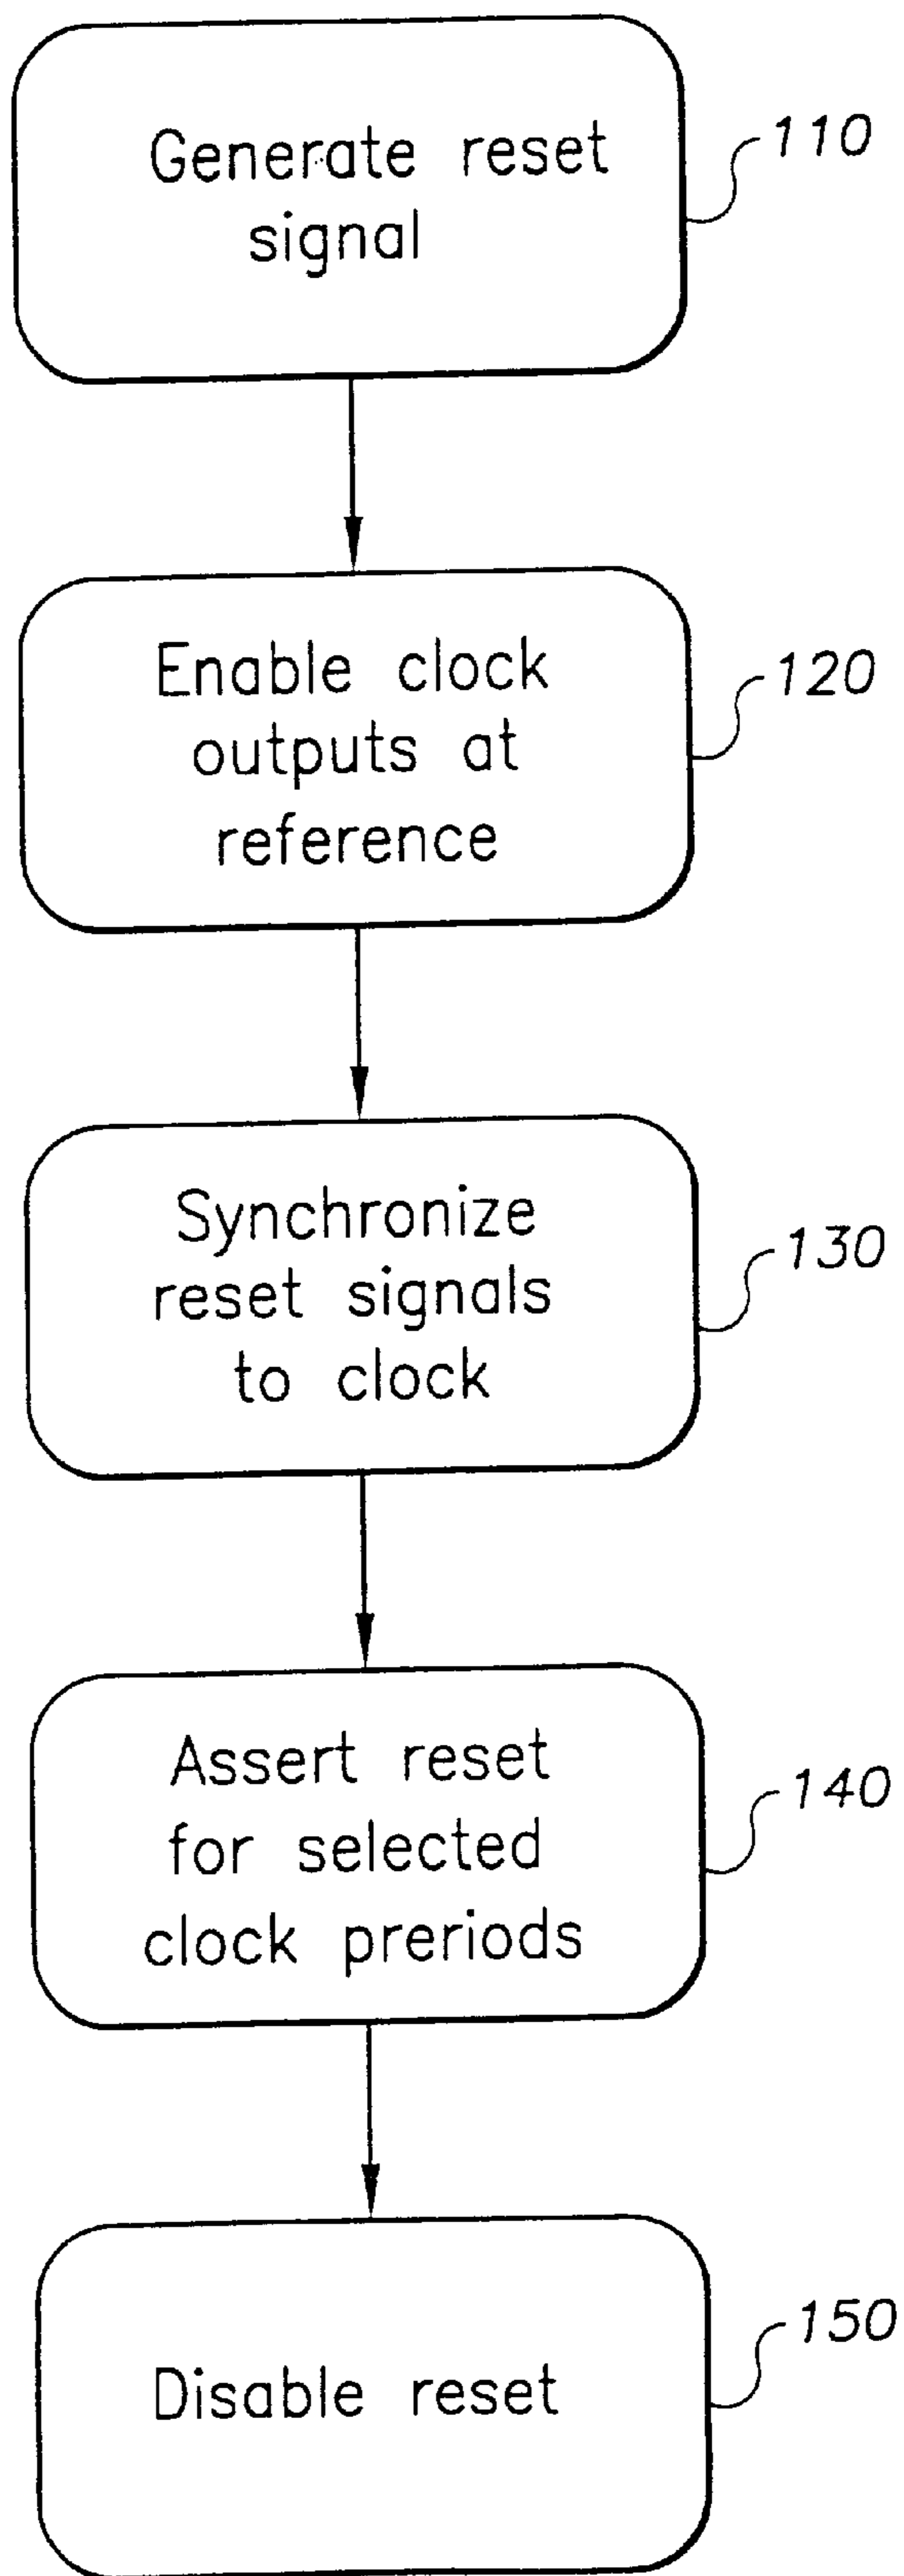 Generate reset
signal
110
Enable clock
outputs at
reference
120
Synchronize
reset signals
to clock
130
Assert reset
for selected
clock preriods
140
Disable reset
150